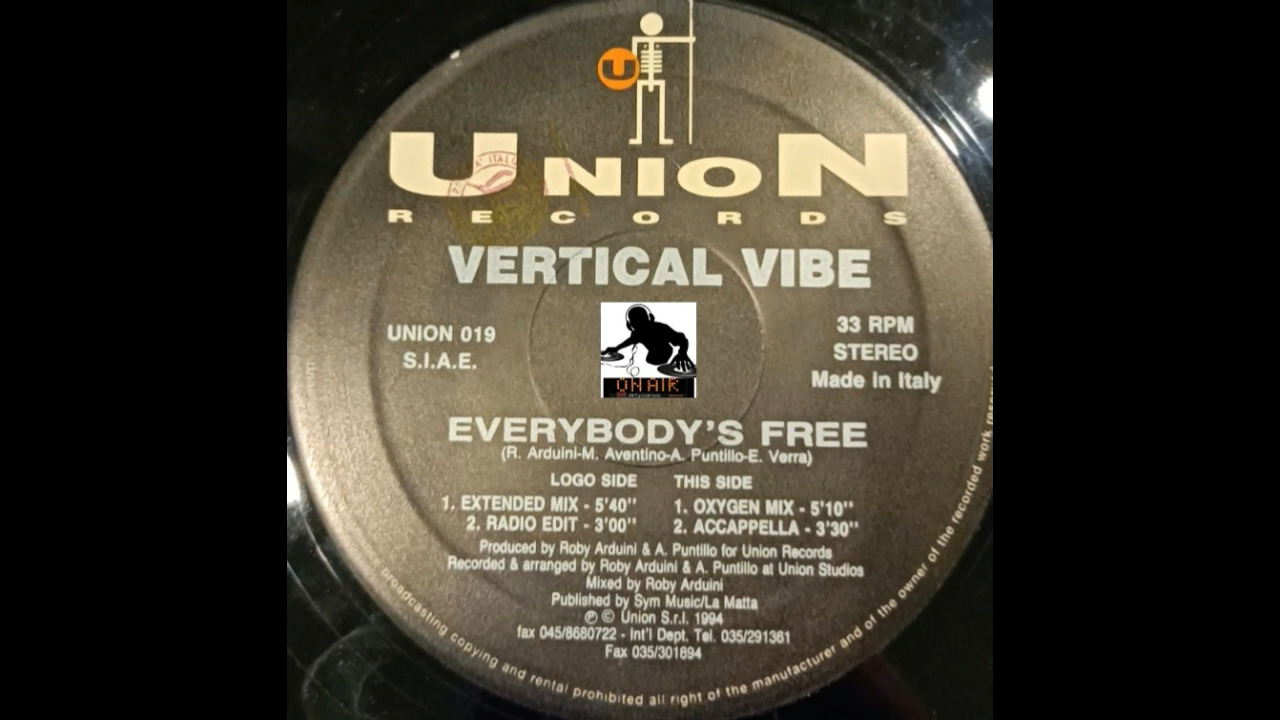 U
UNION
RECORDS
VERTICAL VIBE
UNION 019
S.I.A.E.
33 RPM
STEREO
Made in Italy
ON AIR
EVERYBODY'S FREE
(R. Arduini-M. Aventino-A. Puntillo-E. Verra)
LOGO SIDE
1. EXTENDED MIX - 5'40''
2. RADIO EDIT - 3'00''
THIS SIDE
1. OXYGEN MIX - 5'10''
2. ACCAPPELLA - 3'30''
Produced by Roby Arduini & A. Puntillo for Union Records
Recorded & arranged by Roby Arduini & A. Puntillo at Union Studios
Mixed by Roby Arduini
Published by Sym Music/La Matta
Ⓟ © Union S.r.l. 1994
fax 045/8680722 - Int'l Dept. Tel. 035/291361
Fax 035/301894
broadcasting copying and rental prohibited all right of the manufacturer and of the owner of the recorded work